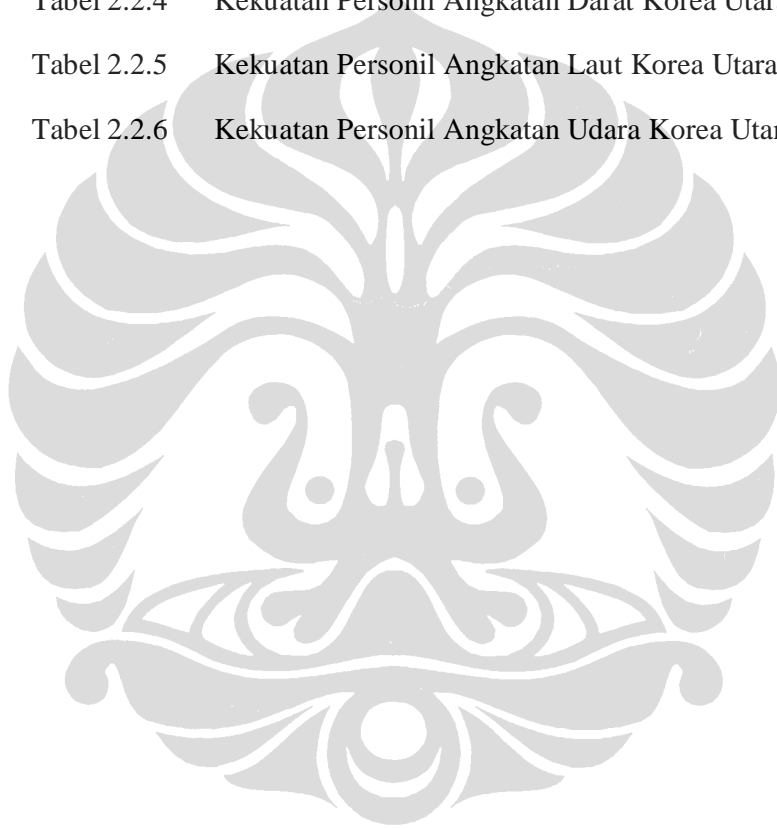 Tabel 2.2.4 Kekuatan Personil Angkatan Darat Korea Utara
Tabel 2.2.5 Kekuatan Personil Angkatan Laut Korea Utara
Tabel 2.2.6 Kekuatan Personil Angkatan Udara Korea Utar